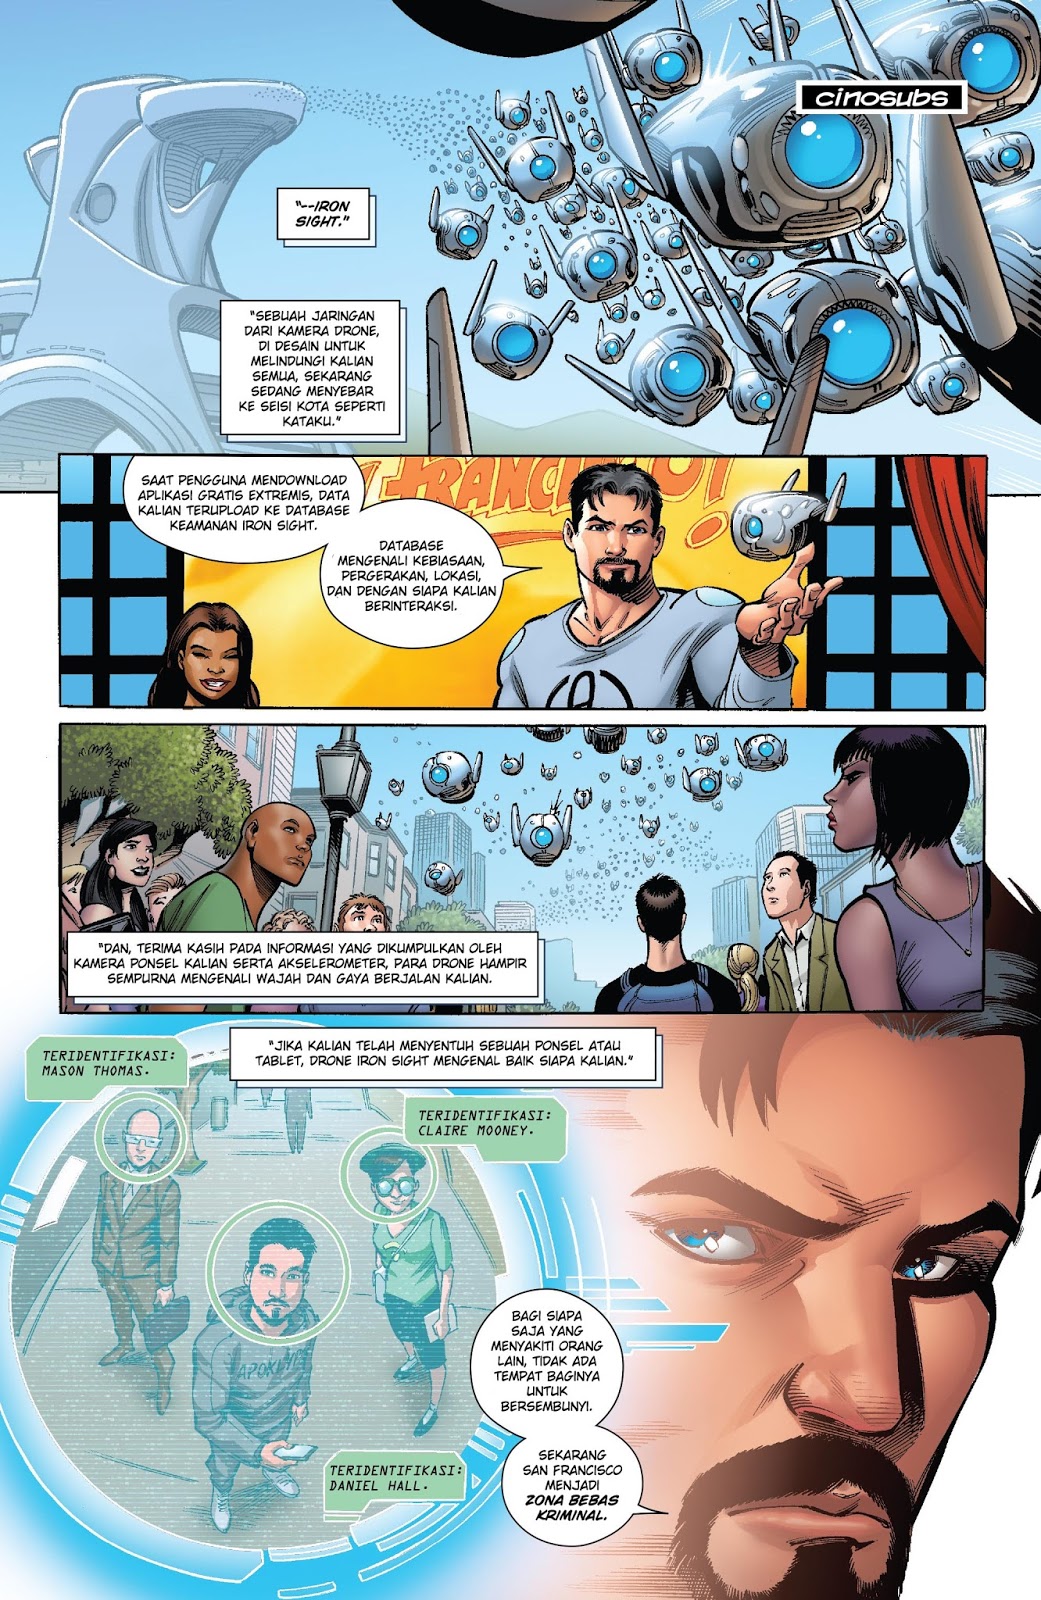 cinosubs
"--IRON
SIGHT."
"SEBUAH JARINGAN
DARI KAMERA DRONE,
DI DESAIN UNTUK
MELINDUNGI KALIAN
SEMUA, SEKARANG
SEDANG MENYEBAR
KE SEISI KOTA SEPERTI
KATAKU."
SAAT PENGGUNA MENDOWNLOAD
APLIKASI GRATIS EXTREMIS, DATA
KALIAN TERUPLOAD KE DATABASE
KEAMANAN IRON SIGHT.
DATABASE
MENGENALI KEBIASAAN,
PERGERAKAN, LOKASI,
DAN DENGAN SIAPA KALIAN
BERINTERAKSI.
"DAN, TERIMA KASIH PADA INFORMASI YANG DIKUMPULKAN OLEH
KAMERA PONSEL KALIAN SERTA AKSELEROMETER, PARA DRONE HAMPIR
SEMPURNA MENGENALI WAJAH DAN GAYA BERJALAN KALIAN.
"JIKA KALIAN TELAH MENYENTUH SEBUAH PONSEL ATAU
TABLET, DRONE IRON SIGHT MENGENAL BAIK SIAPA KALIAN."
TERIDENTIFIKASI:
MASON THOMAS.
TERIDENTIFIKASI:
CLAIRE MOONEY.
TERIDENTIFIKASI:
DANIEL HALL.
BAGI SIAPA
SAJA YANG
MENYAKITI ORANG
LAIN, TIDAK ADA
TEMPAT BAGINYA
UNTUK
BERSEMBUNYI.
SEKARANG
SAN FRANCISCO
MENJADI
ZONA BEBAS
KRIMINAL.